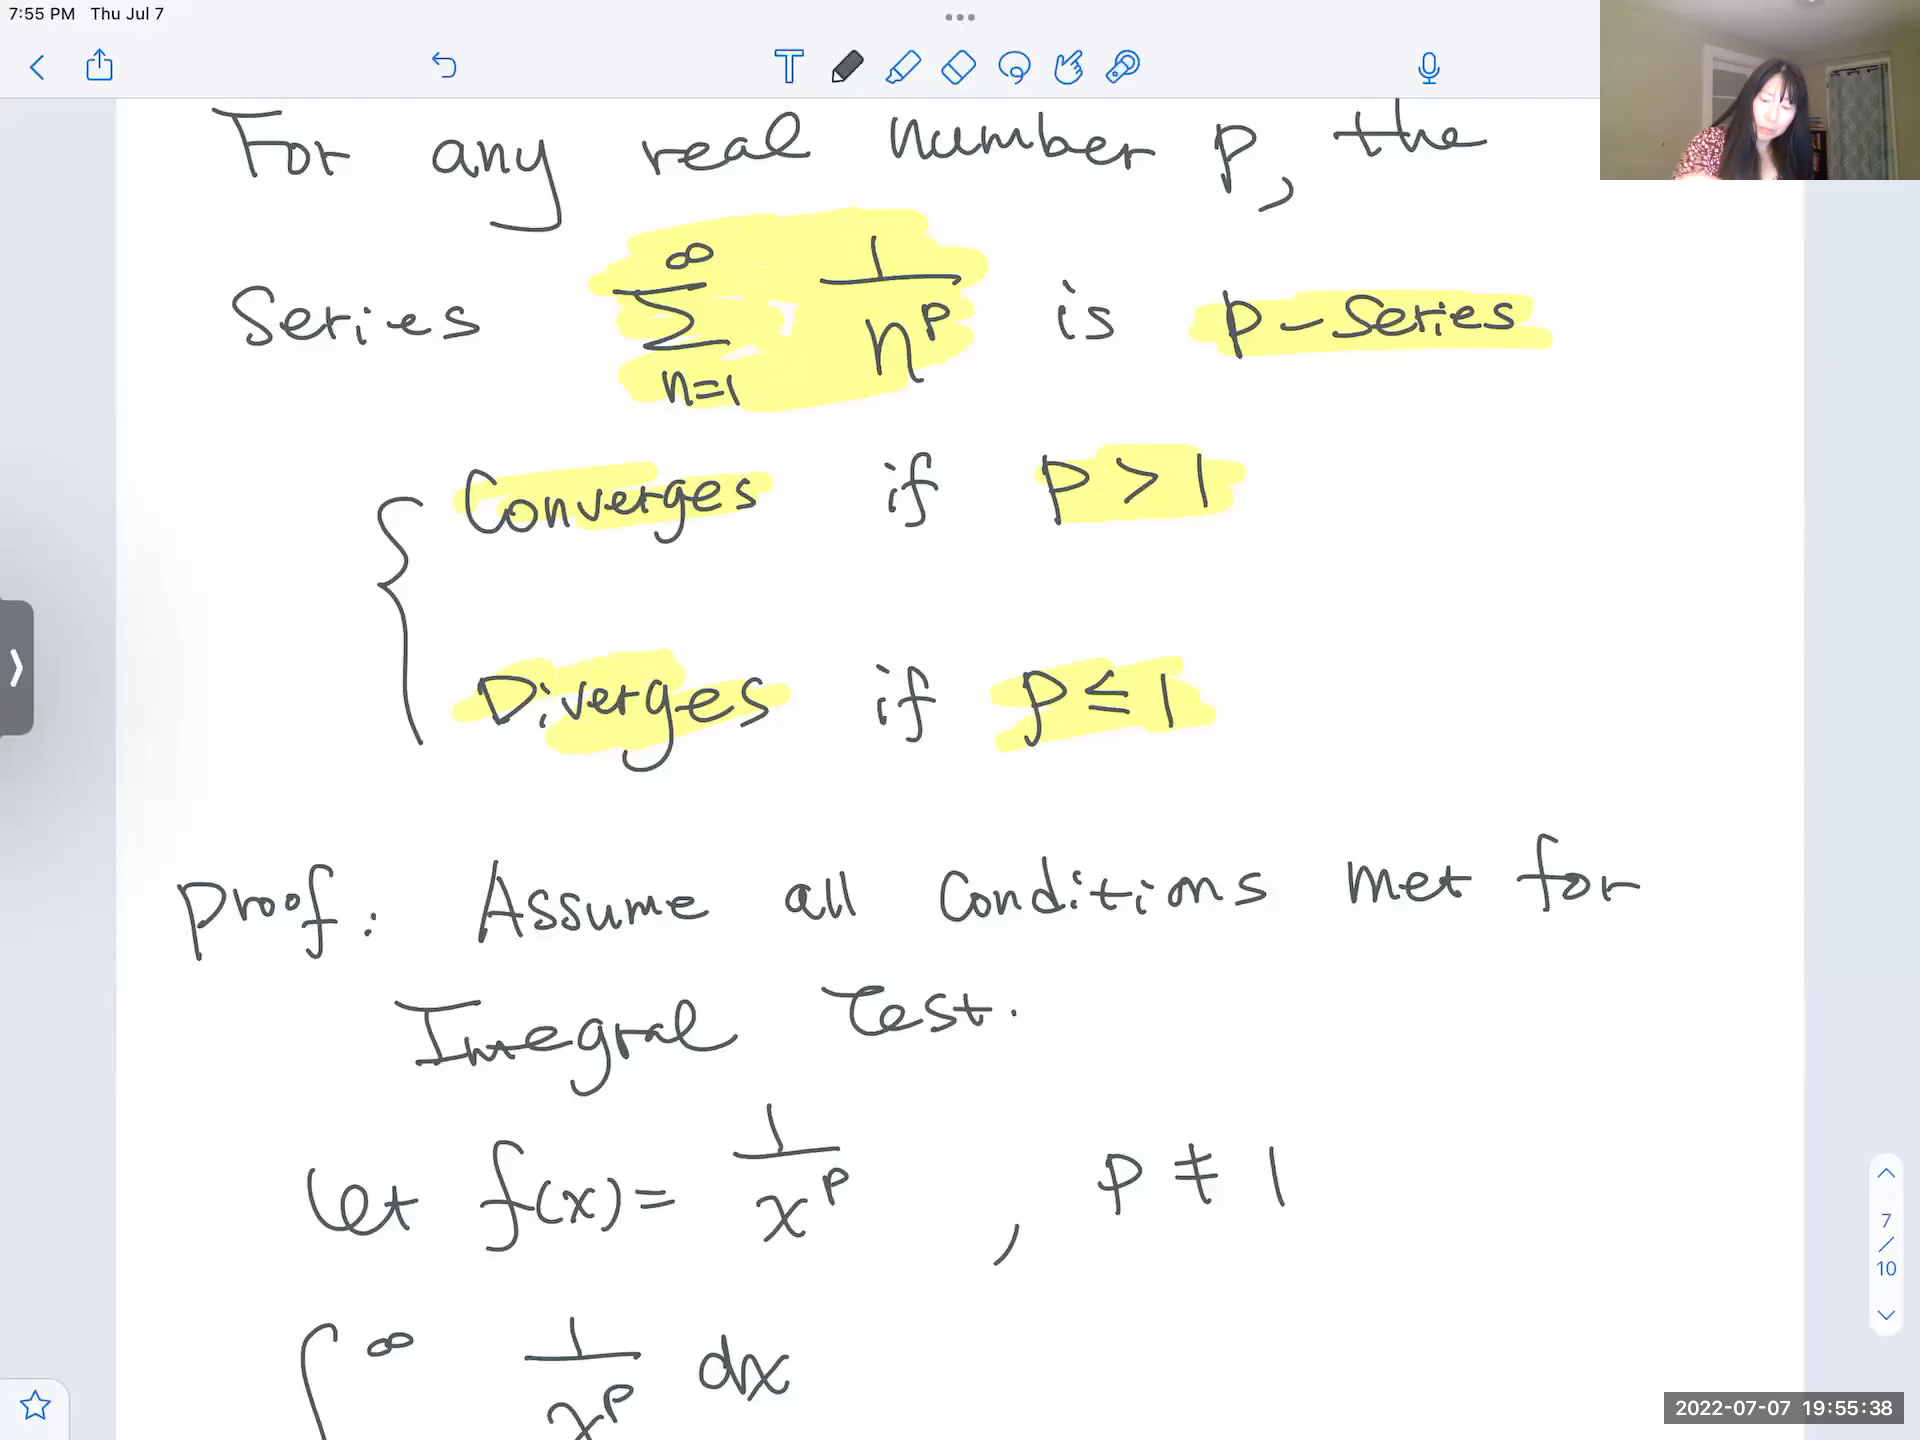 7:55 PM Thu Jul 7
For any real number p, the
Series ∞ Σ n=1 1/n^p is p-Series
Converges if p > 1
Diverges if p ≤ 1
Proof: Assume all Conditions met for
Integral Test.
Let f(x) = 1/x^p , p ≠ 1
∫^∞ 1/x^p dx
7
/
10
2022-07-07 19:55:38